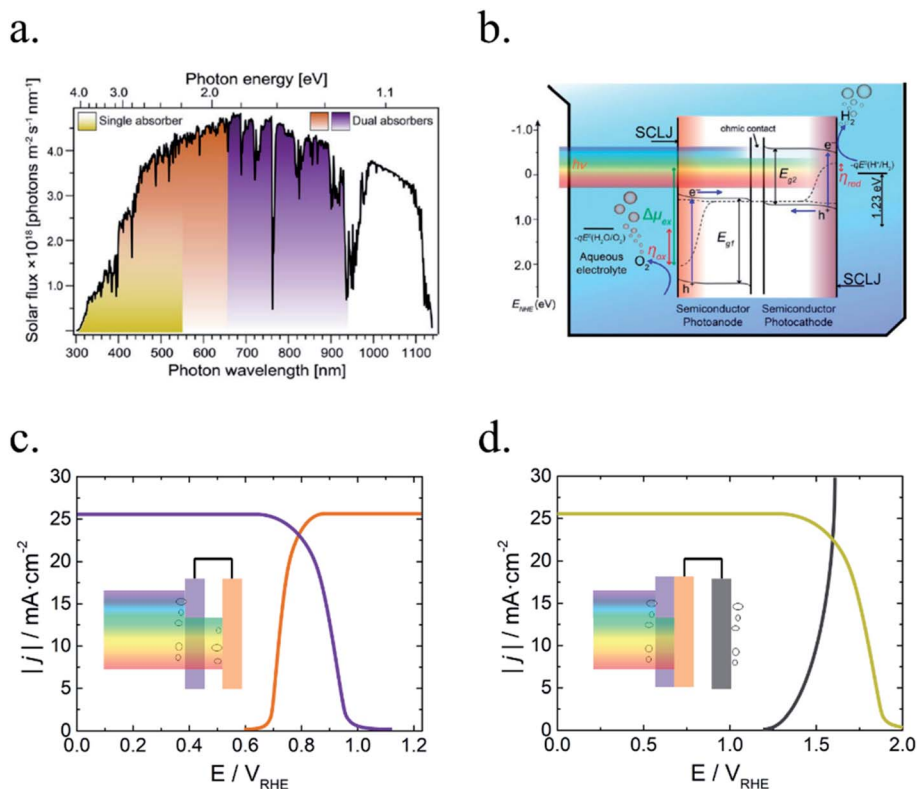 a.
Photon energy [eV]
4.0 3.0 2.0 1.1
Single absorber
Dual absorbers
Solar flux ×10¹⁸ [photons m⁻² s⁻¹ nm⁻¹]
4.0
3.0
2.0
1.0
300 400 500 600 700 800 900 1000 1100
Photon wavelength [nm]
b.
H₂
ohmic contact
SCLJ
-1.0
e⁻
-qE⁰(H⁺/H₂)
hν
0
E_g2
η_red
e⁻
1.23 eV
1.0
Δμ_ex
h⁺
-qE⁰(H₂O/O₂)
η_ox
E_g1
Aqueous
electrolyte
O₂
2.0
h
SCLJ
E_NHE (eV)
Semiconductor
Photoanode
Semiconductor
Photocathode
c.
30
25
20
15
10
5
0
|j| / mA·cm⁻²
0.0 0.2 0.4 0.6 0.8 1.0 1.2
E / V_RHE
d.
30
25
20
15
10
5
0
|j| / mA·cm⁻²
0.0 0.5 1.0 1.5 2.0
E / V_RHE